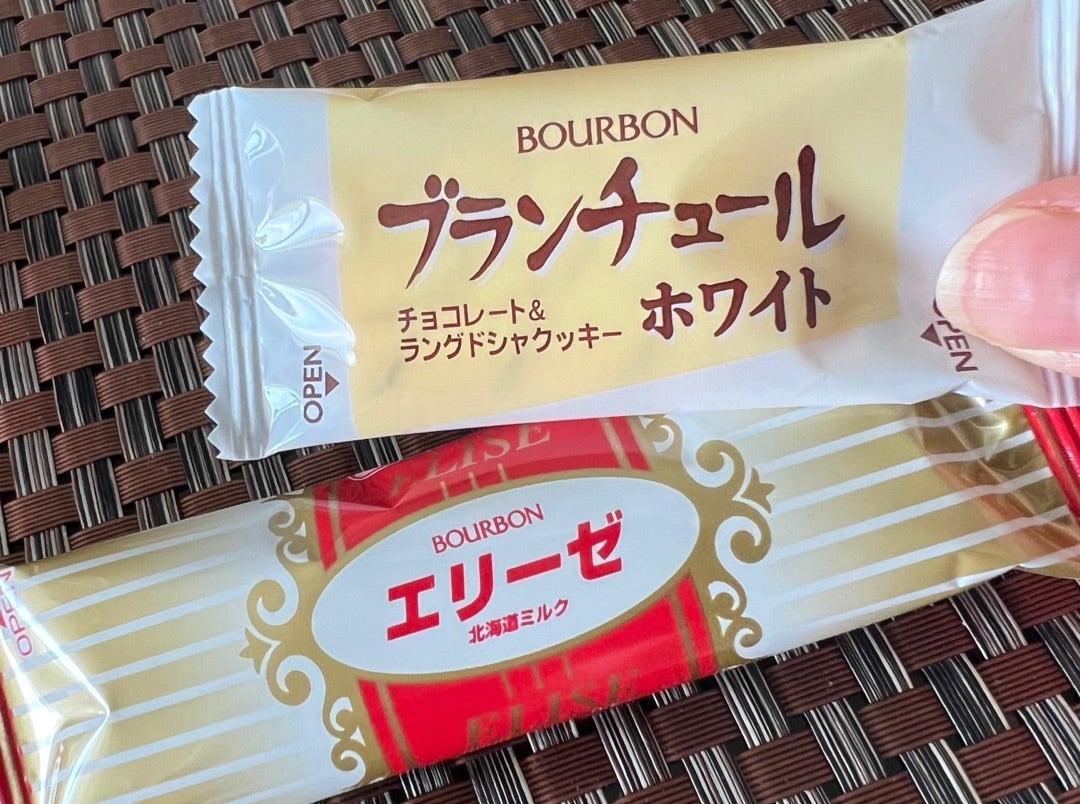 BOURBON
ブランチュール
チョコレート&
ラングドシャクッキー
ホワイト
OPEN
OPEN
ELISE
BOURBON
エリーゼ
北海道ミルク
OPEN
ELISE